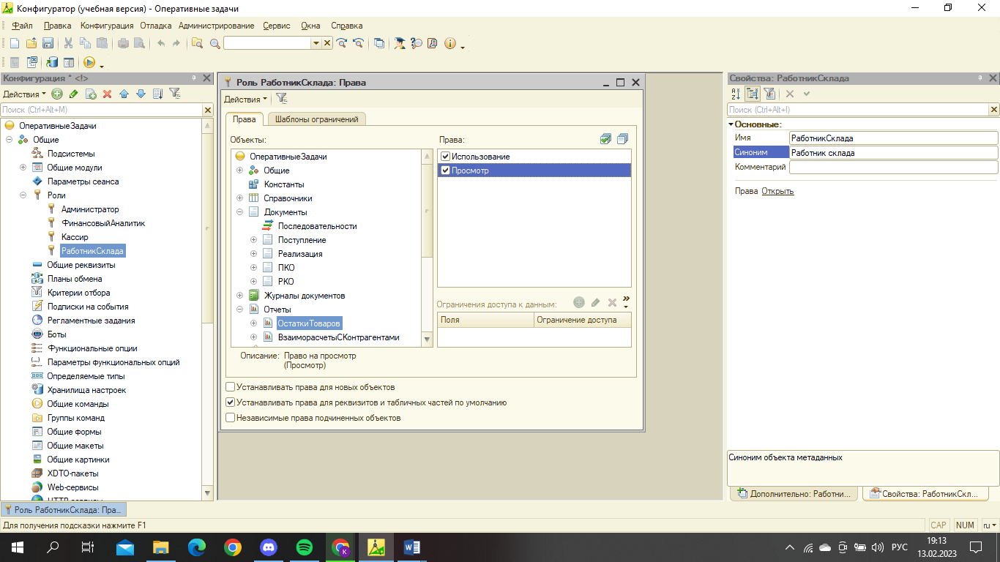 Конфигуратор (учебная версия) - Оперативные задачи
Файл Правка Конфигурация Отладка Администрирование Сервис Окна Справка
Конфигурация * <!>
Действия
Поиск (Ctrl+Alt+M)
ОперативныеЗадачи
Общие
Подсистемы
Общие модули
Параметры сеанса
Роли
Администратор
ФинансовыйАналитик
Кассир
РаботникСклада
Общие реквизиты
Планы обмена
Критерии отбора
Подписки на события
Регламентные задания
Боты
Функциональные опции
Параметры функциональных опций
Определяемые типы
Хранилища настроек
Общие команды
Группы команд
Общие формы
Общие макеты
Общие картинки
XDTO-пакеты
Web-сервисы
HTTP-сервисы
Роль РаботникСклада: Права
Действия
Права Шаблоны ограничений
Объекты:
ОперативныеЗадачи
Общие
Константы
Справочники
Документы
Последовательности
Поступление
Реализация
ПКО
РКО
Журналы документов
Отчеты
ОстаткиТоваров
ВзаиморасчетыСКонтрагентами
Права:
Использование
Просмотр
Ограничения доступа к данным:
Поля Ограничение доступа
Описание: Право на просмотр
(Просмотр)
Устанавливать права для новых объектов
Устанавливать права для реквизитов и табличных частей по умолчанию
Независимые права подчиненных объектов
Свойства: РаботникСклада
Поиск (Ctrl+Alt+I)
Основные:
Имя РаботникСклада
Синоним Работник склада
Комментарий
Права Открыть
Синоним объекта метаданных
Дополнительно: Работни... Свойства: РаботникСкл...
Роль РаботникСклада: Пра...
Для получения подсказки нажмите F1
CAP NUM ru
РУС
19:13
13.02.2023